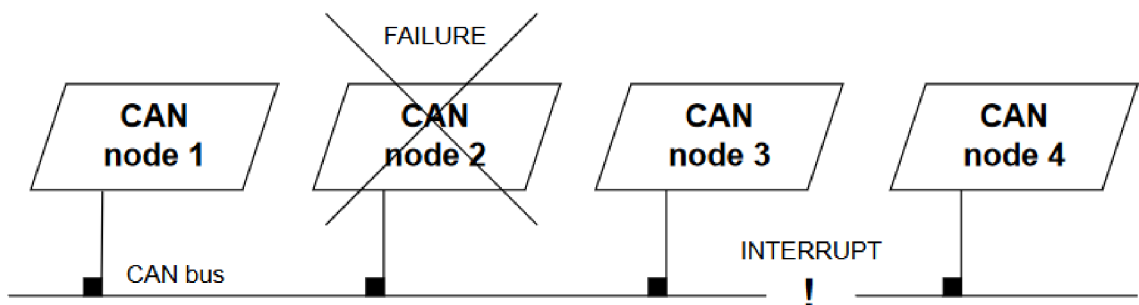 FAILURE
CAN
node 1
CAN
node 2
CAN
node 3
CAN
node 4
CAN bus
INTERRUPT
!